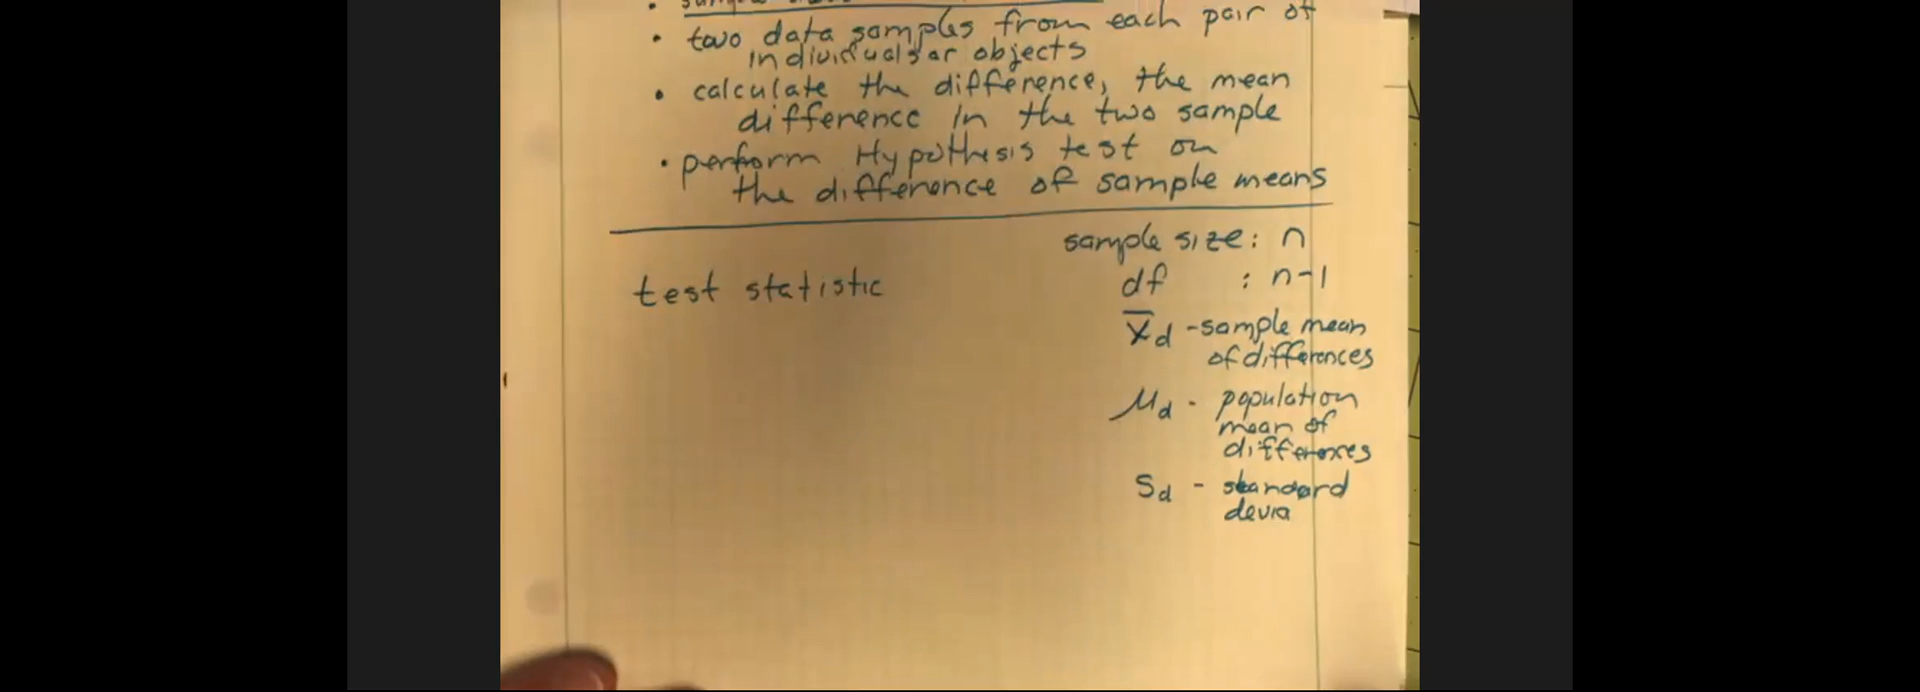 • two data samples from each pair of
individuals or objects
• calculate the difference, the mean
difference in the two sample
• perform Hypothesis test on
the difference of sample means
sample size: n
test statistic
df : n-1
x̄d - sample mean
of differences
μd - population
mean of
differences
Sd - standard
devia